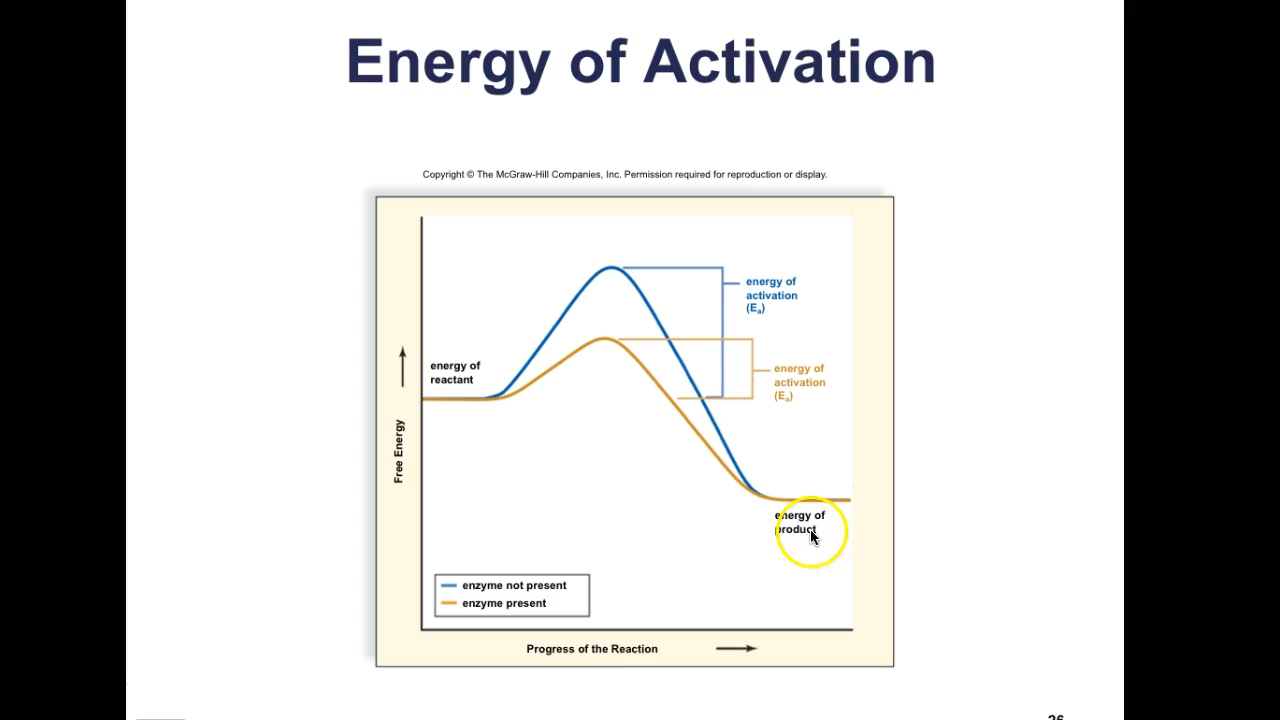 Energy of Activation
Copyright © The McGraw-Hill Companies, Inc. Permission required for reproduction or display.
energy of
activation
(Ea)
energy of
reactant
energy of
activation
(Ea)
Free Energy
energy of
product
enzyme not present
enzyme present
Progress of the Reaction
26